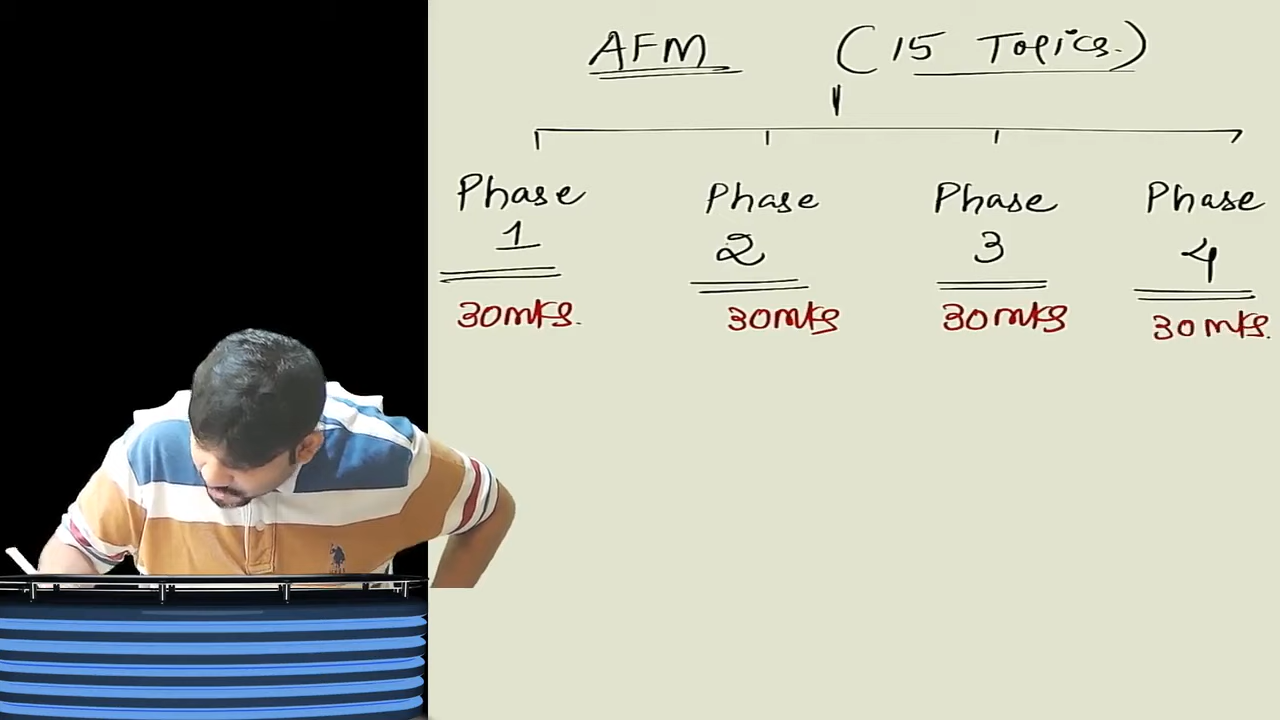 AFM (15 Topics.)
Phase 1 Phase 2 Phase 3 Phase 4
30mks. 30mks 30mks 30mks.